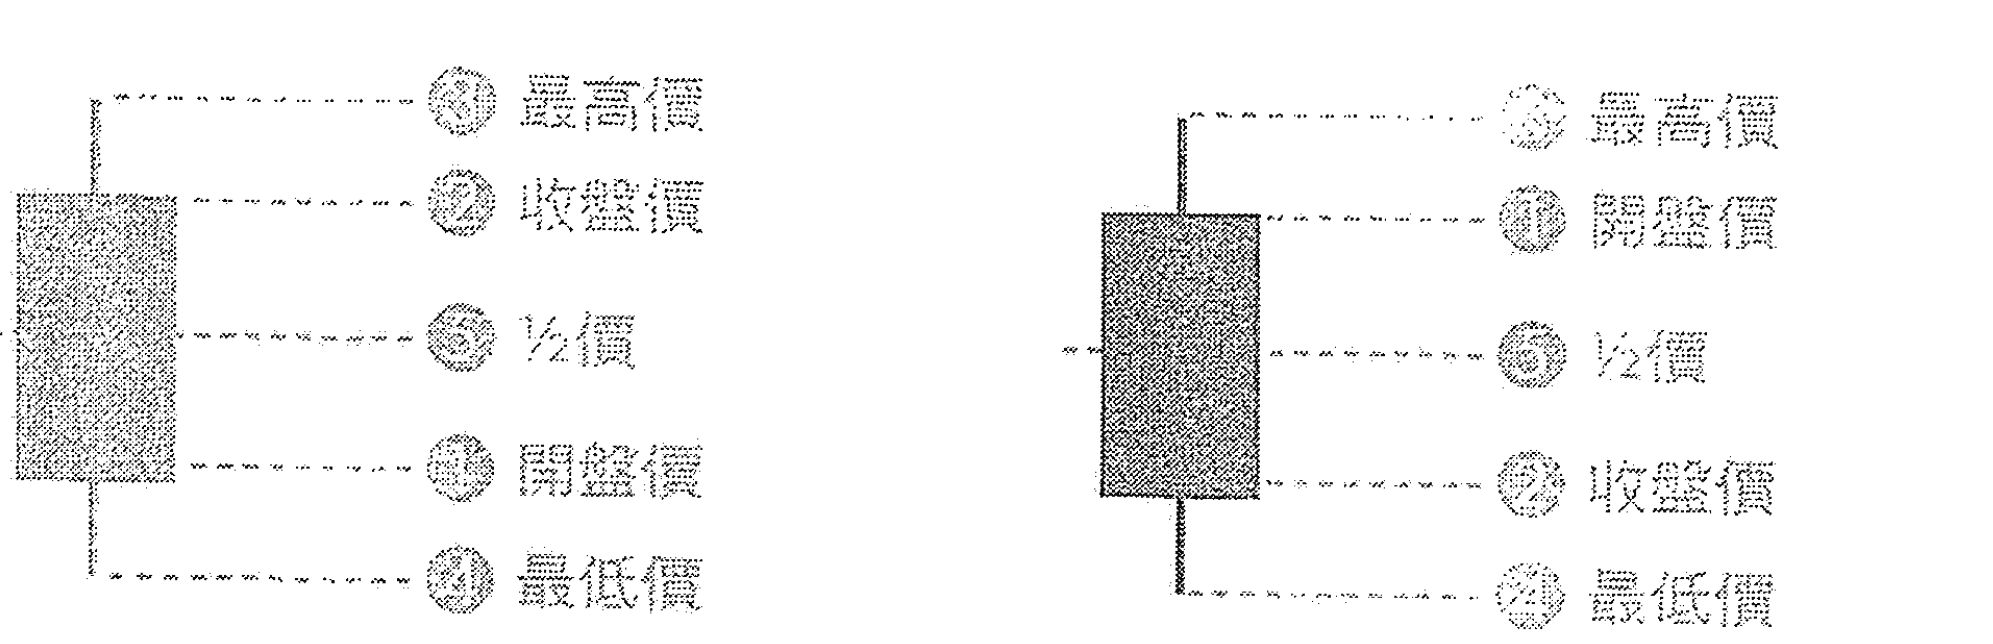 ③ 最高價
② 收盤價
⑤ ½價
① 開盤價
④ 最低價
③ 最高價
① 開盤價
⑤ ½價
② 收盤價
④ 最低價